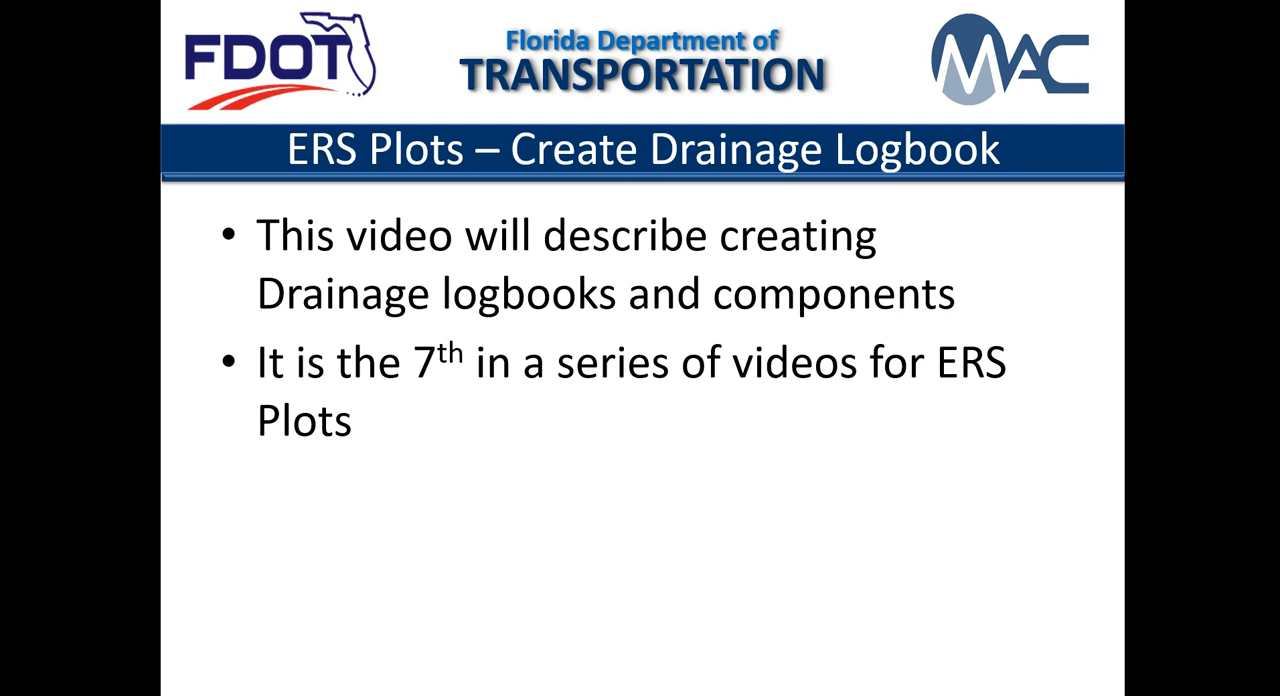 FDOT
Florida Department of
TRANSPORTATION
MAC
ERS Plots – Create Drainage Logbook
• This video will describe creating
Drainage logbooks and components
• It is the 7th in a series of videos for ERS
Plots